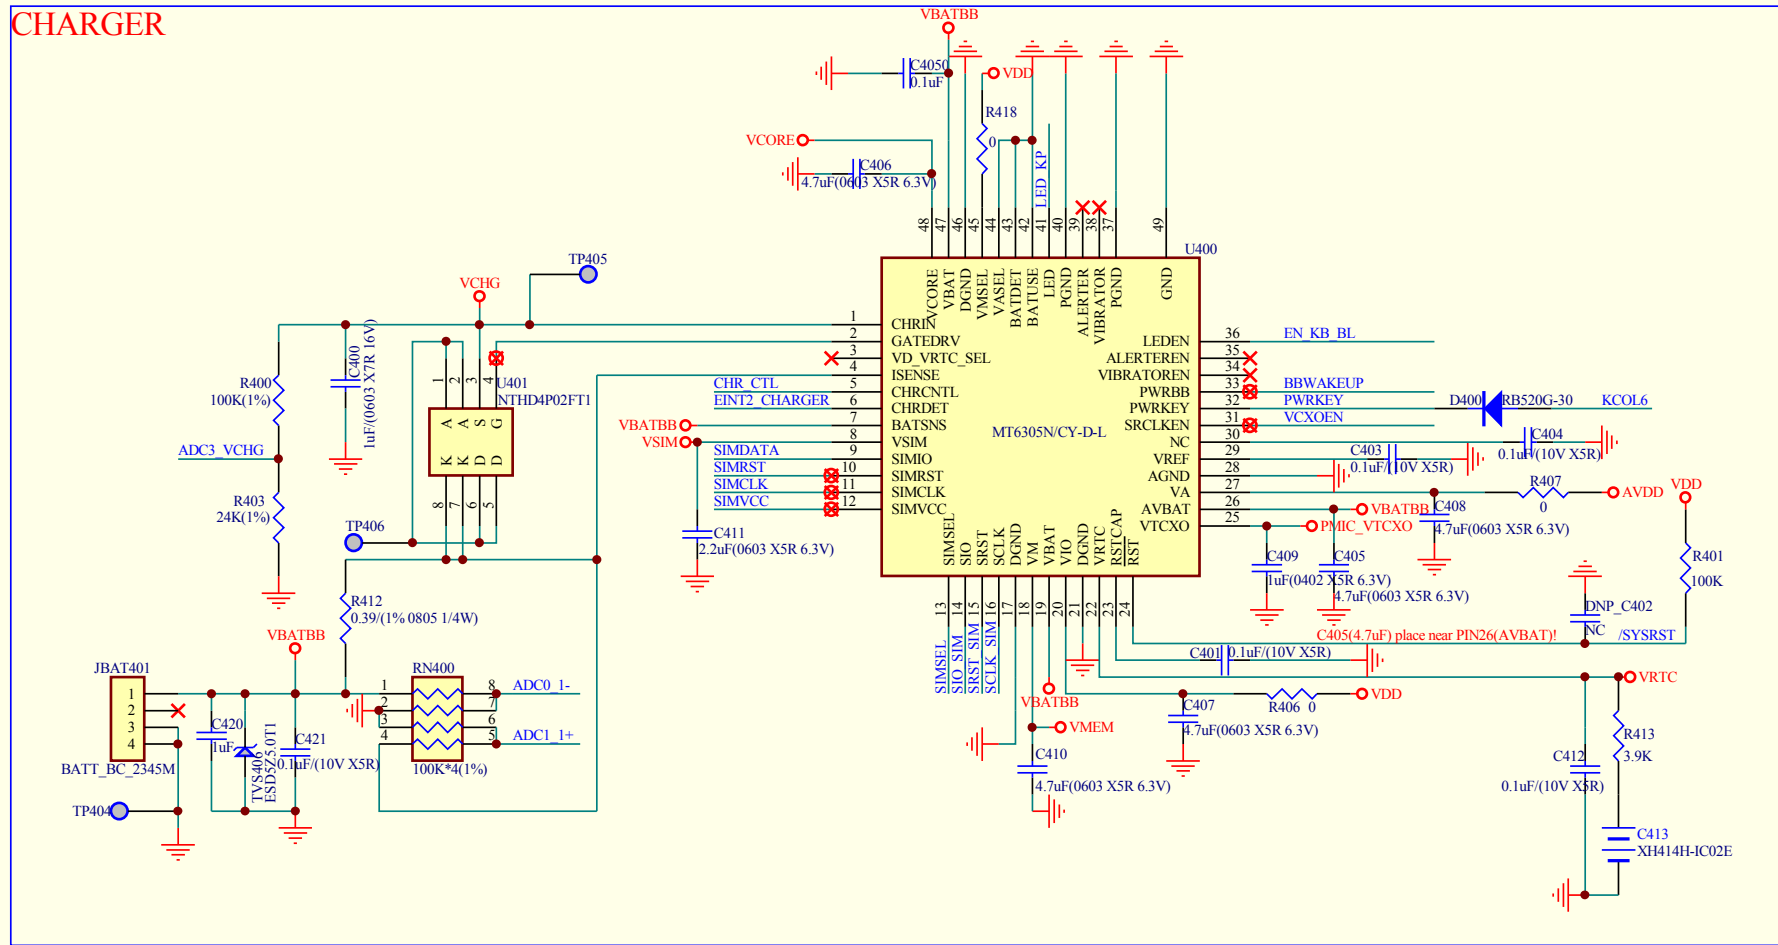 CHARGER
VBATBB
C4050
0.1uF
VDD
R418
0
VCORE
C406
4.7uF(0603 X5R 6.3V)
LED_KP
48
47
46
45
44
43
42
41
40
39
38
37
49
U400
VCORE
VBAT
DGND
VMSEL
VASEL
BATDET
BATUSE
LED
PGND
ALERTER
VIBRATOR
PGND
GND
TP405
VCHG
1 CHRIN
2 GATEDRV
3 VD_VRTC_SEL
4 ISENSE
CHR_CTL 5 CHRCNTL
EINT2_CHARGER 6 CHRDET
VBATBB 7 BATSNS
VSIM 8 VSIM
SIMDATA 9 SIMIO
SIMRST 10 SIMRST
SIMCLK 11 SIMCLK
SIMVCC 12 SIMVCC
LEDEN 36 EN_KB_BL
ALERTEREN 35
VIBRATOREN 34
PWRBB 33 BBWAKEUP
PWRKEY 32 PWRKEY
SRCLKEN 31 VCXOEN
NC 30
VREF 29
AGND 28
VA 27
AVBAT 26
VTCXO 25
MT6305N/CY-D-L
D400 RB520G-30 KCOL6
C404
0.1uF/(10V X5R)
C403
0.1uF/(10V X5R)
R407
0
AVDD
VDD
VBATBB
C408
4.7uF(0603 X5R 6.3V)
PMIC_VTCXO
C409
1uF(0402 X5R 6.3V)
C405
4.7uF(0603 X5R 6.3V)
R401
100K
DNP_C402
NC
/SYSRST
C405(4.7uF) place near PIN26(AVBAT)!
C400
1uF/(0603 X7R 16V)
R400
100K(1%)
ADC3_VCHG
R403
24K(1%)
1
2
3
4
U401
NTHD4P02FT1
A
A
S
G
K
K
D
D
8
7
6
5
TP406
C411
2.2uF(0603 X5R 6.3V)
SIMSEL
SIO
SRST
SCLK
DGND
VM
VBAT
VIO
DGND
VRTC
RSTCAP
RST
13
14
15
16
17
18
19
20
21
22
23
24
SIMSEL
SIO_SIM
SRST_SIM
SCLK_SIM
C401
0.1uF/(10V X5R)
VBATBB
VRTC
R406 0
VDD
C407
4.7uF(0603 X5R 6.3V)
VMEM
C410
4.7uF(0603 X5R 6.3V)
R413
3.9K
C412
0.1uF/(10V X5R)
C413
XH414H-IC02E
R412
0.39/(1% 0805 1/4W)
VBATBB
JBAT401
1
2
3
4
BATT_BC_2345M
TP404
C420
1uF
TVS406
ESD5Z5.0T1
C421
0.1uF/(10V X5R)
RN400
1
2
3
4
8
7
6
5
100K*4(1%)
ADC0_1-
ADC1_1+